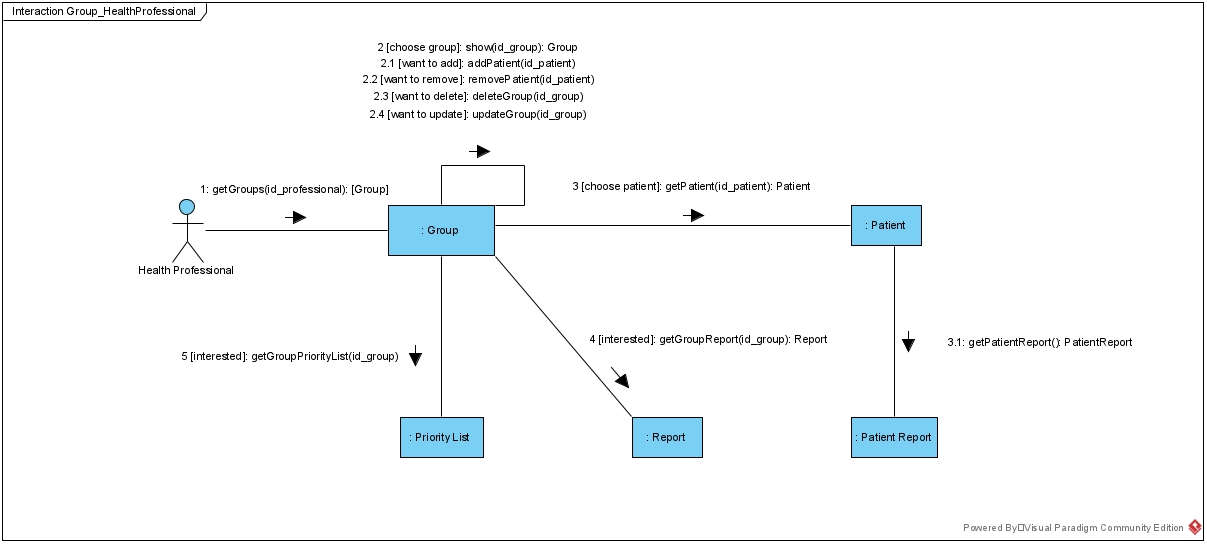 Interaction Group_HealthProfessional
2 [choose group]: show(id_group): Group
2.1 [want to add]: addPatient(id_patient)
2.2 [want to remove]: removePatient(id_patient)
2.3 [want to delete]: deleteGroup(id_group)
2.4 [want to update]: updateGroup(id_group)
1: getGroups(id_professional): [Group]
3 [choose patient]: getPatient(id_patient): Patient
: Group
: Patient
Health Professional
5 [interested]: getGroupPriorityList(id_group)
4 [interested]: getGroupReport(id_group): Report
3.1: getPatientReport(): PatientReport
: Priority List
: Report
: Patient Report
Powered By Visual Paradigm Community Edition